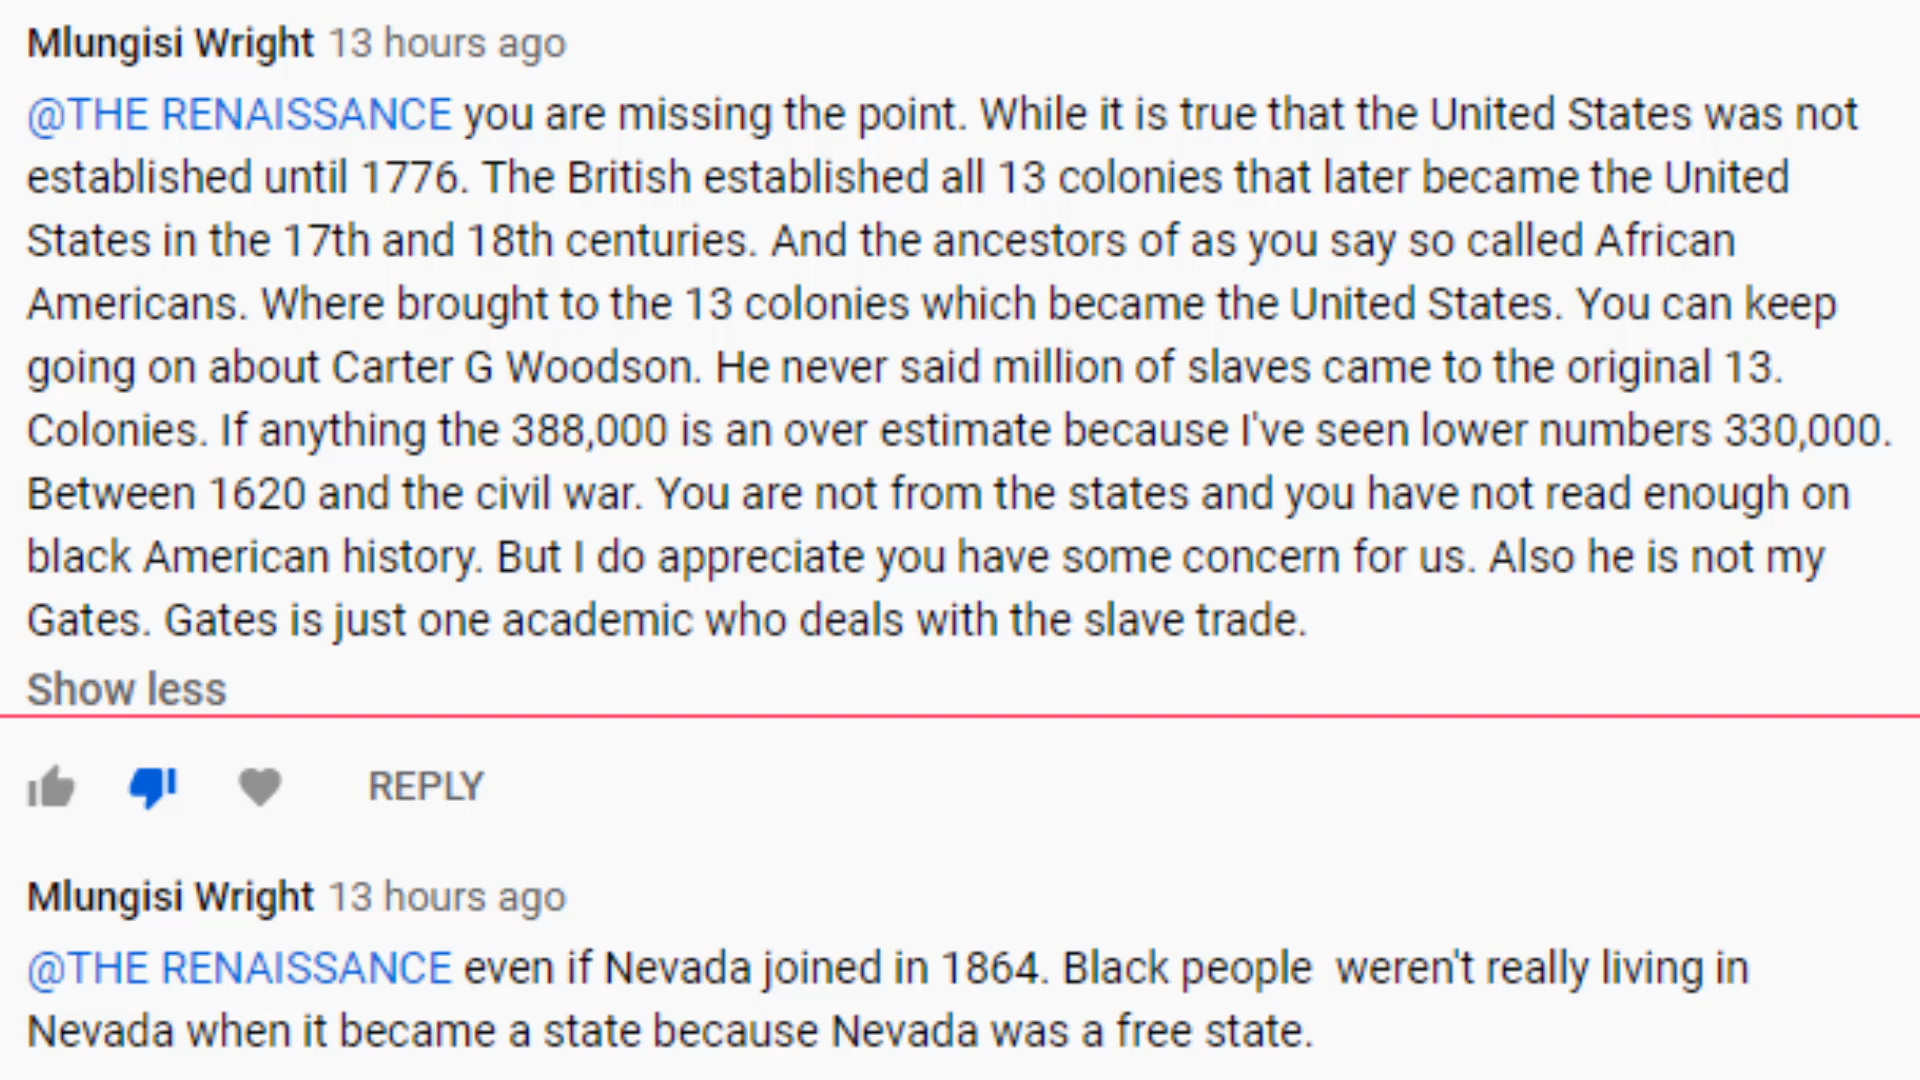 Mlungisi Wright 13 hours ago
@THE RENAISSANCE you are missing the point. While it is true that the United States was not
established until 1776. The British established all 13 colonies that later became the United
States in the 17th and 18th centuries. And the ancestors of as you say so called African
Americans. Where brought to the 13 colonies which became the United States. You can keep
going on about Carter G Woodson. He never said million of slaves came to the original 13.
Colonies. If anything the 388,000 is an over estimate because I've seen lower numbers 330,000.
Between 1620 and the civil war. You are not from the states and you have not read enough on
black American history. But I do appreciate you have some concern for us. Also he is not my
Gates. Gates is just one academic who deals with the slave trade.
Show less
REPLY
Mlungisi Wright 13 hours ago
@THE RENAISSANCE even if Nevada joined in 1864. Black people  weren't really living in
Nevada when it became a state because Nevada was a free state.